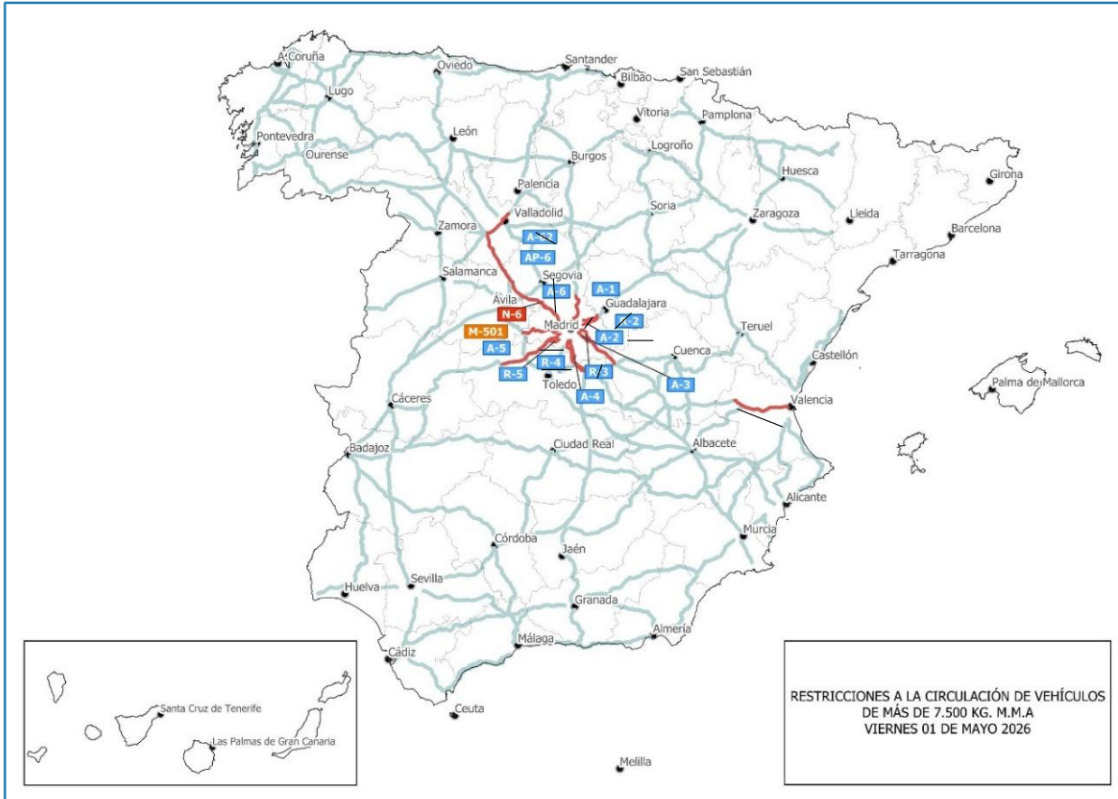 Santander
A Coruña
Oviedo
San Sebastián
Bilbao
Lugo
Vitoria
Pamplona
León
Pontevedra
Logroño
Ourense
Burgos
Huesca
Girona
Palencia
Soria
Valladolid
Zaragoza
Lleida
Zamora
Barcelona
A-62
AP-6
Tarragona
Salamanca
Segovia
A-6
A-1
Ávila
Guadalajara
N-6
R-2
Madrid
M-501
A-2
Teruel
A-5
Cuenca
Castellón
R-4
R-5
R-3
Toledo
A-3
Palma de Mallorca
A-4
Cáceres
Valencia
Badajoz
Ciudad Real
Albacete
Alicante
Murcia
Córdoba
Jaén
Sevilla
Huelva
Granada
Almería
Málaga
Cádiz
Ceuta
Santa Cruz de Tenerife
Las Palmas de Gran Canaria
Melilla
RESTRICCIONES A LA CIRCULACIÓN DE VEHÍCULOS
DE MÁS DE 7.500 KG. M.M.A
VIERNES 01 DE MAYO 2026